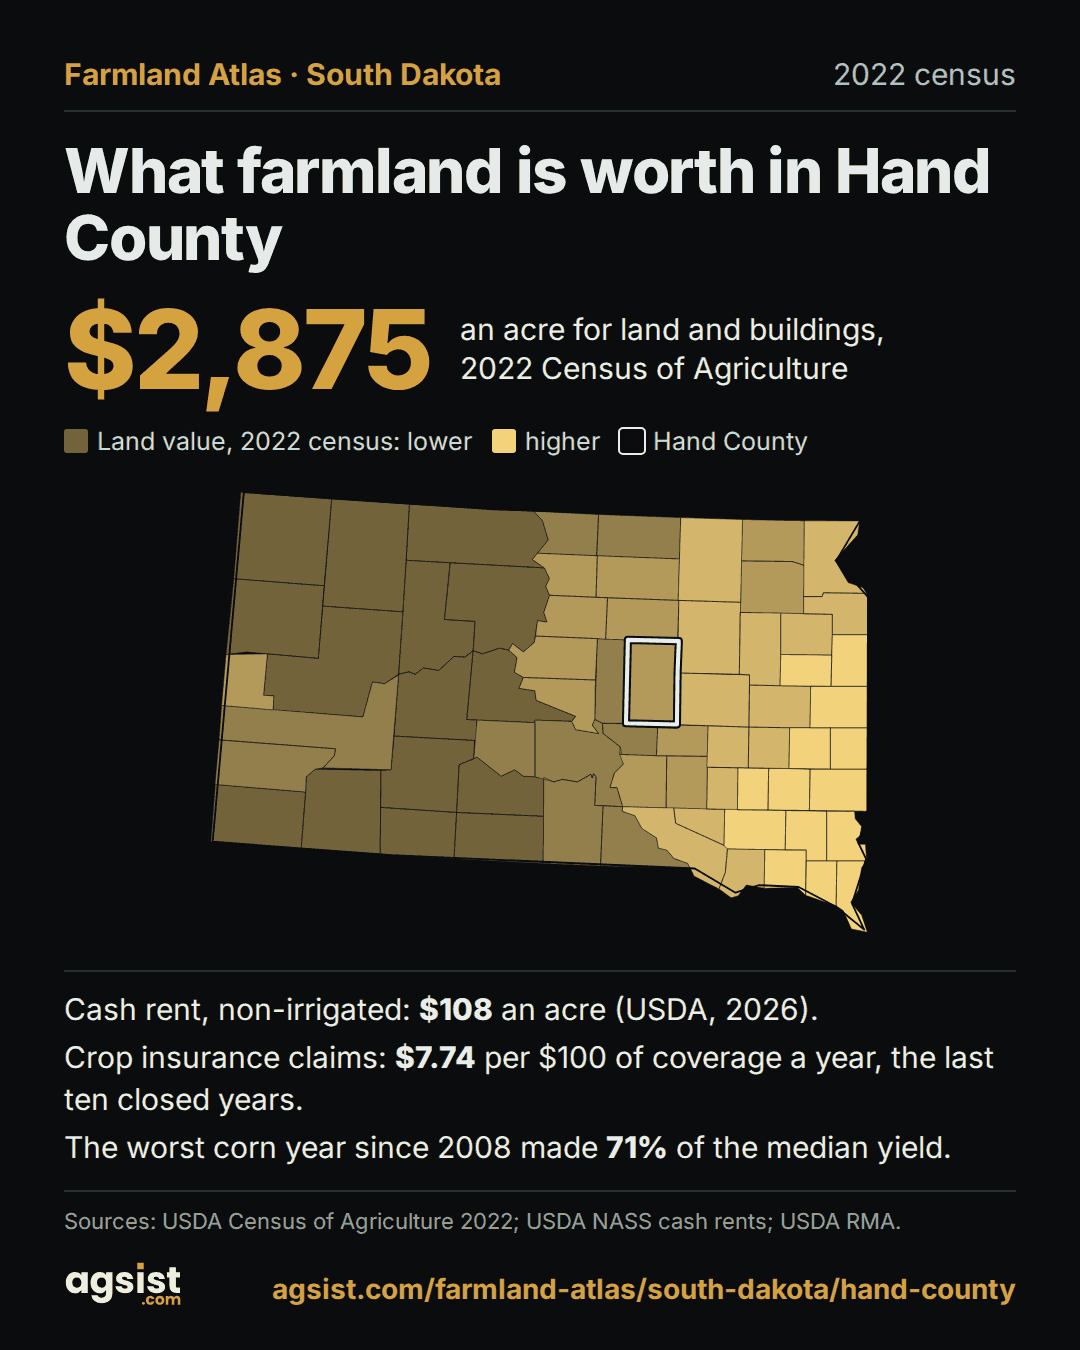 Farmland Atlas · South Dakota
2022 census
What farmland is worth in Hand
County
$2,875
an acre for land and buildings,
2022 Census of Agriculture
Land value, 2022 census: lower
higher
Hand County
Cash rent, non-irrigated: $108 an acre (USDA, 2026).
Crop insurance claims: $7.74 per $100 of coverage a year, the last
ten closed years.
The worst corn year since 2008 made 71% of the median yield.
Sources: USDA Census of Agriculture 2022; USDA NASS cash rents; USDA RMA.
agsist
.com
agsist.com/farmland-atlas/south-dakota/hand-county